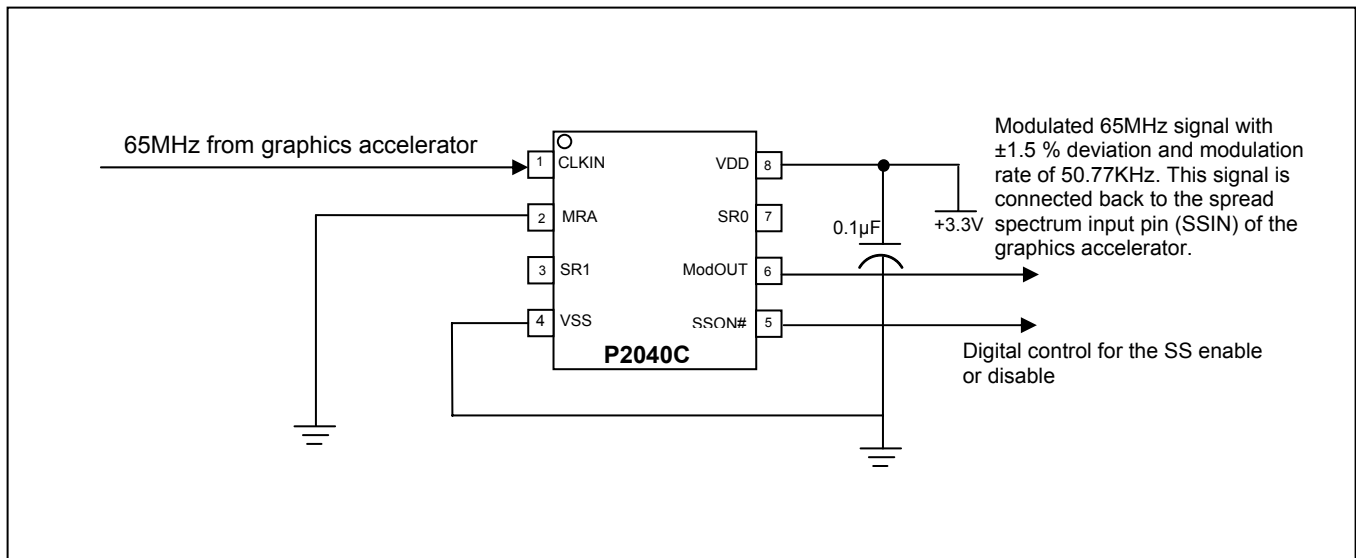 65MHz from graphics accelerator
1 CLKIN
2 MRA
3 SR1
4 VSS
VDD 8
SR0 7
ModOUT 6
SSON# 5
P2040C
0.1µF
+3.3V
Modulated 65MHz signal with
±1.5 % deviation and modulation
rate of 50.77KHz. This signal is
connected back to the spread
spectrum input pin (SSIN) of the
graphics accelerator.
Digital control for the SS enable
or disable